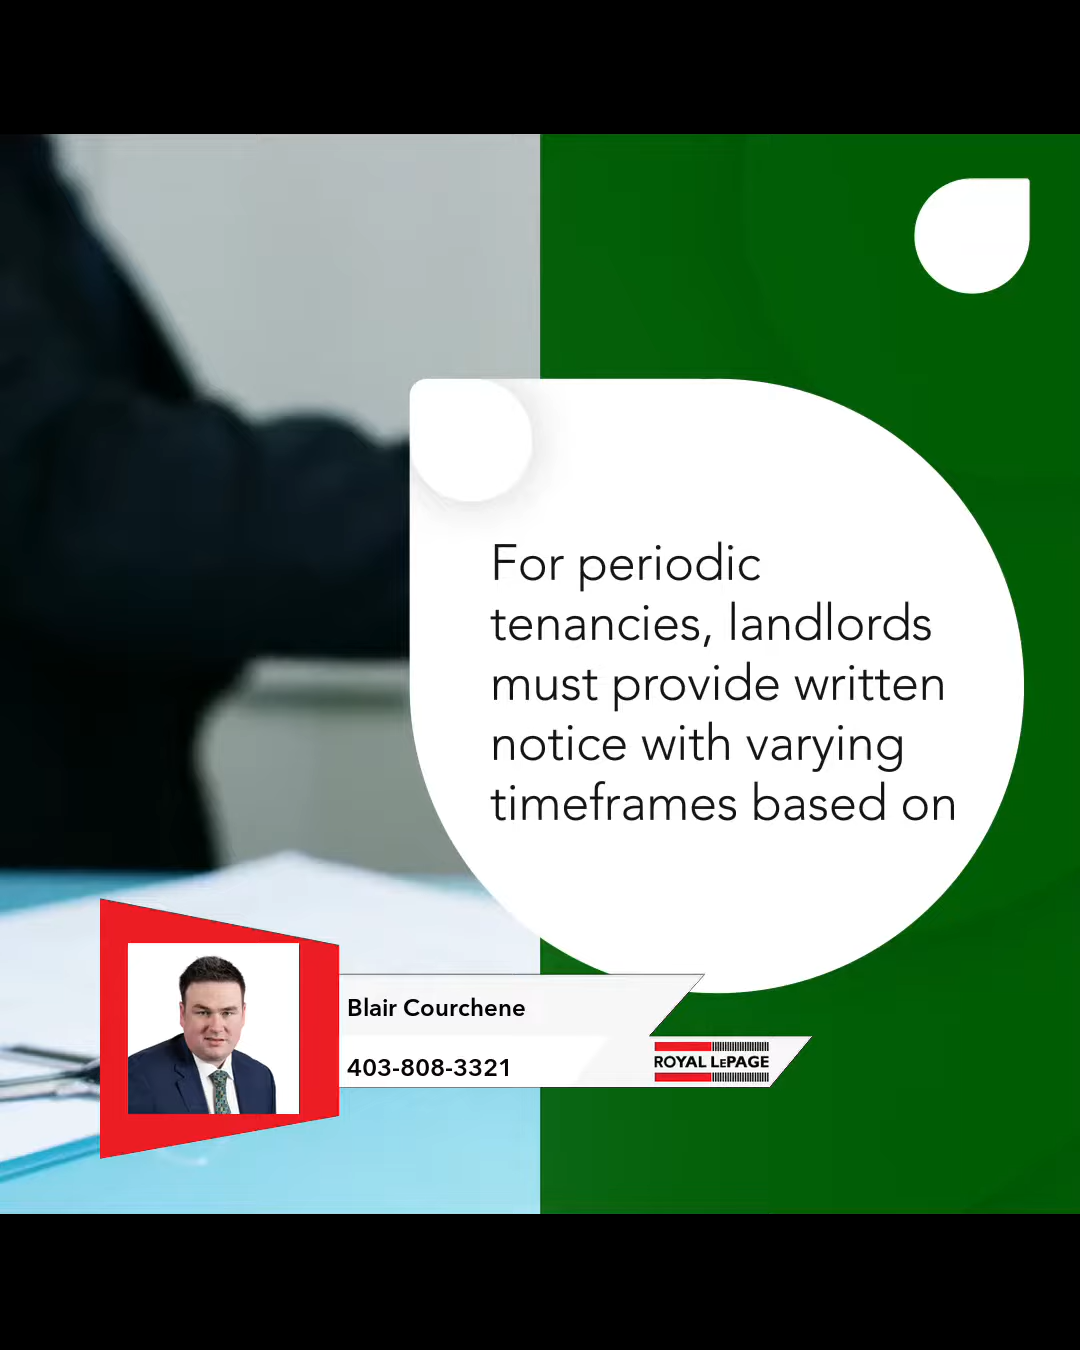 For periodic
tenancies, landlords
must provide written
notice with varying
timeframes based on
Blair Courchene
403-808-3321
ROYAL LEPAGE